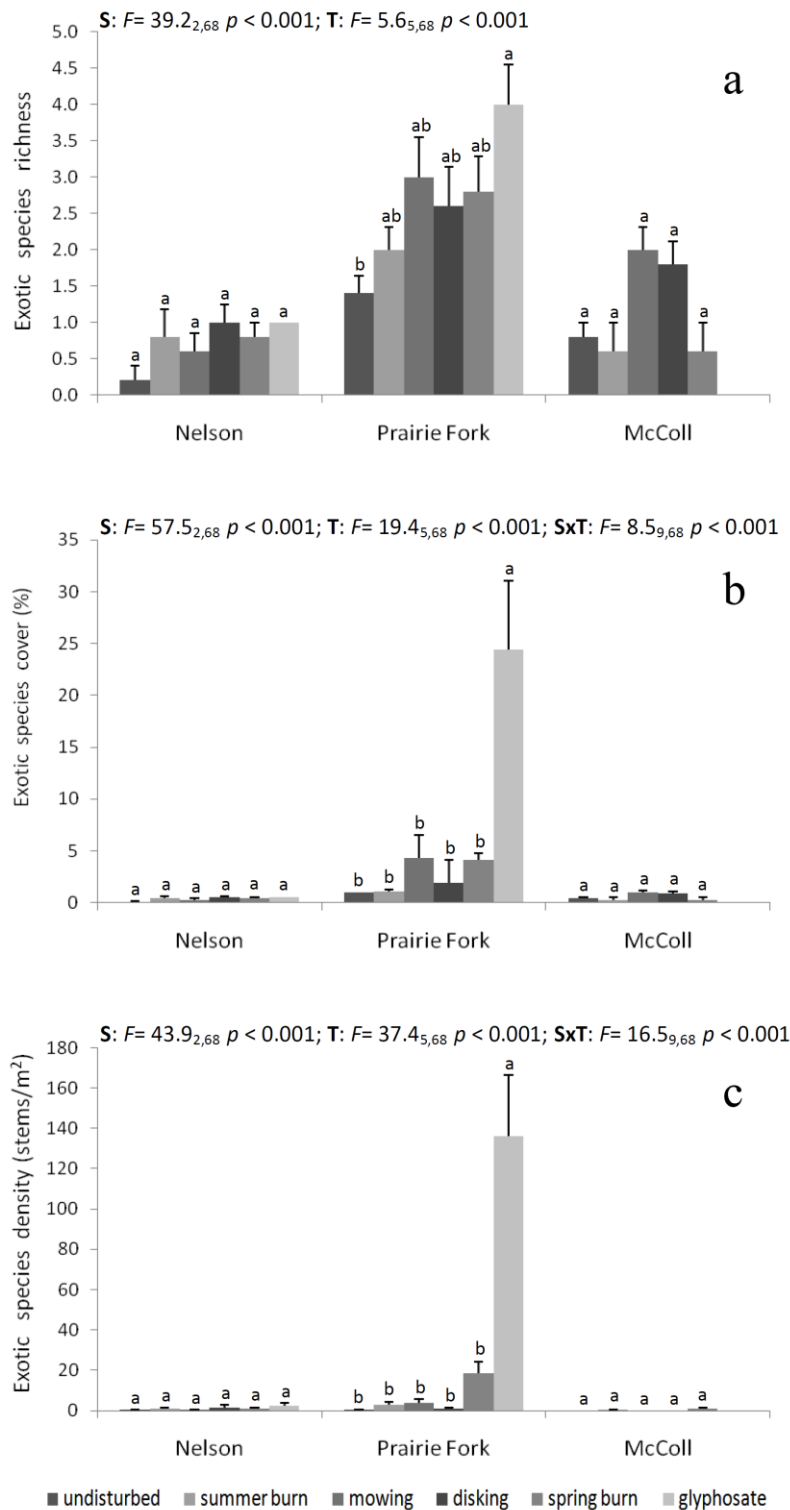 S: F= 39.2₂,₆₈ p < 0.001; T: F= 5.6₅,₆₈ p < 0.001
a
Exotic species richness
5.0
4.5
4.0
3.5
3.0
2.5
2.0
1.5
1.0
0.5
0.0
a a a a a a
b ab ab ab ab a
a a a a a
Nelson Prairie Fork McColl
S: F= 57.5₂,₆₈ p < 0.001; T: F= 19.4₅,₆₈ p < 0.001; SxT: F= 8.5₉,₆₈ p < 0.001
b
Exotic species cover (%)
35
30
25
20
15
10
5
0
a a a a a a
b b b b b a
a a a a a
Nelson Prairie Fork McColl
S: F= 43.9₂,₆₈ p < 0.001; T: F= 37.4₅,₆₈ p < 0.001; SxT: F= 16.5₉,₆₈ p < 0.001
c
Exotic species density (stems/m²)
180
160
140
120
100
80
60
40
20
0
a a a a a a
b b b b b a
a a a a a
Nelson Prairie Fork McColl
undisturbed summer burn mowing disking spring burn glyphosate